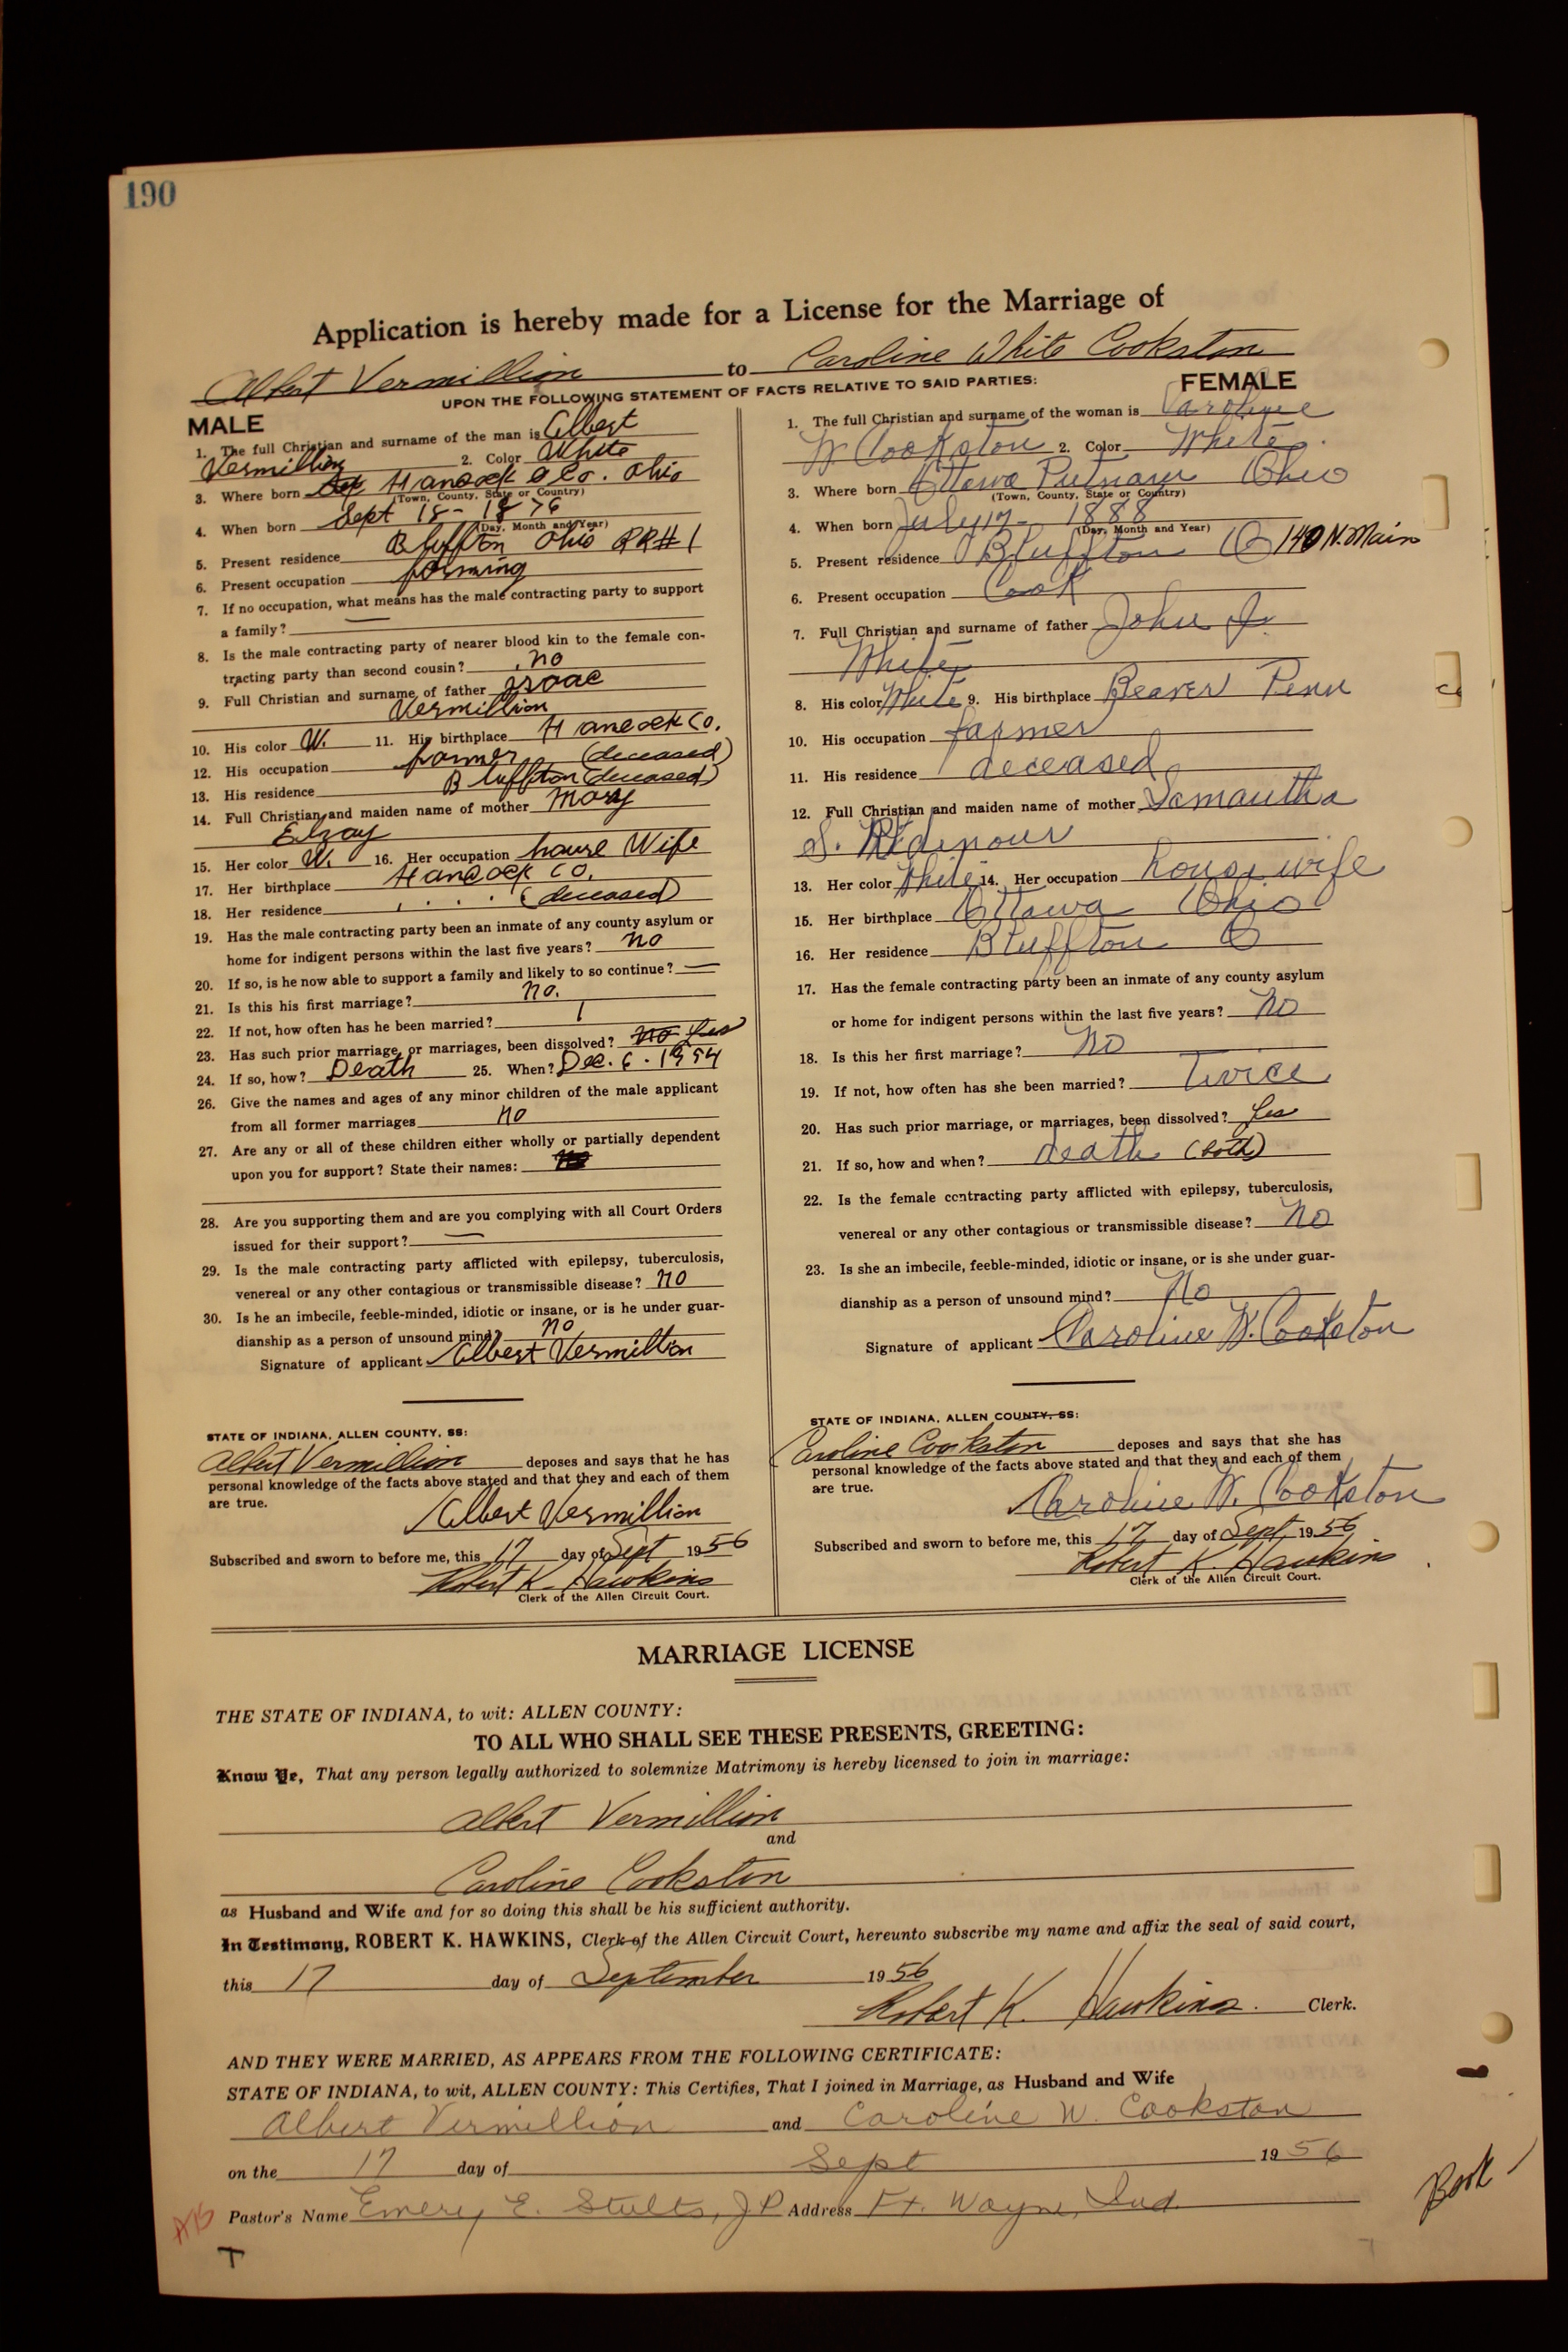 190
Application is hereby made for a License for the Marriage of
Albert Vermillion to Caroline White Cookston
UPON THE FOLLOWING STATEMENT OF FACTS RELATIVE TO SAID PARTIES:
MALE
1. The full Christian and surname of the man is Albert
Vermillion 2. Color White
3. Where born Hancock Co. Ohio
(Town, County, State or Country)
4. When born Sept 18 - 1876
(Day, Month and Year)
5. Present residence Bluffton Ohio RR#1
6. Present occupation farming
7. If no occupation, what means has the male contracting party to support
a family? —
8. Is the male contracting party of nearer blood kin to the female con-
tracting party than second cousin? no
9. Full Christian and surname of father Isaac
Vermillion
10. His color W. 11. His birthplace Hancock Co.
12. His occupation farmer (deceased)
13. His residence Bluffton (deceased)
14. Full Christian and maiden name of mother Mary
Elzay
15. Her color W. 16. Her occupation house Wife
17. Her birthplace Hancock Co.
18. Her residence . . . . (deceased)
19. Has the male contracting party been an inmate of any county asylum or
home for indigent persons within the last five years? no
20. If so, is he now able to support a family and likely to so continue? —
21. Is this his first marriage? no.
22. If not, how often has he been married? 1
23. Has such prior marriage, or marriages, been dissolved? no Yes
24. If so, how? Death 25. When? Dec. 6 - 1954
26. Give the names and ages of any minor children of the male applicant
from all former marriages no
27. Are any or all of these children either wholly or partially dependent
upon you for support? State their names:
28. Are you supporting them and are you complying with all Court Orders
issued for their support? —
29. Is the male contracting party afflicted with epilepsy, tuberculosis,
venereal or any other contagious or transmissible disease? no
30. Is he an imbecile, feeble-minded, idiotic or insane, or is he under guar-
dianship as a person of unsound mind? no
Signature of applicant Albert Vermillion
STATE OF INDIANA, ALLEN COUNTY, SS:
Albert Vermillion deposes and says that he has
personal knowledge of the facts above stated and that they and each of them
are true.
Albert Vermillion
Subscribed and sworn to before me, this 17 day of Sept 1956
Robert K. Hawkins
Clerk of the Allen Circuit Court.
FEMALE
1. The full Christian and surname of the woman is Caroline
W Cookston 2. Color White
3. Where born Ottawa Putnam Ohio
(Town, County, State or Country)
4. When born July 17 - 1888
(Day, Month and Year)
5. Present residence Bluffton O 140 N. Main
6. Present occupation Cook
7. Full Christian and surname of father John J.
White
8. His color White 9. His birthplace Beaver Penn
10. His occupation farmer
11. His residence deceased
12. Full Christian and maiden name of mother Samantha
S. Ridenour
13. Her color White 14. Her occupation house wife
15. Her birthplace Ottawa Ohio
16. Her residence Bluffton O
17. Has the female contracting party been an inmate of any county asylum
or home for indigent persons within the last five years? No
18. Is this her first marriage? No
19. If not, how often has she been married? Twice
20. Has such prior marriage, or marriages, been dissolved? Yes
21. If so, how and when? death (both)
22. Is the female contracting party afflicted with epilepsy, tuberculosis,
venereal or any other contagious or transmissible disease? No
23. Is she an imbecile, feeble-minded, idiotic or insane, or is she under guar-
dianship as a person of unsound mind? No
Signature of applicant Caroline W. Cookston
STATE OF INDIANA, ALLEN COUNTY, SS:
Caroline Cookston deposes and says that she has
personal knowledge of the facts above stated and that they and each of them
are true.
Caroline W. Cookston
Subscribed and sworn to before me, this 17 day of Sept. 1956
Robert K. Hawkins
Clerk of the Allen Circuit Court.
MARRIAGE LICENSE
THE STATE OF INDIANA, to wit: ALLEN COUNTY:
TO ALL WHO SHALL SEE THESE PRESENTS, GREETING:
Know Ye, That any person legally authorized to solemnize Matrimony is hereby licensed to join in marriage:
Albert Vermillion
and
Caroline Cookston
as Husband and Wife and for so doing this shall be his sufficient authority.
In Testimony, ROBERT K. HAWKINS, Clerk of the Allen Circuit Court, hereunto subscribe my name and affix the seal of said court,
this 17 day of September 1956
Robert K. Hawkins. Clerk.
AND THEY WERE MARRIED, AS APPEARS FROM THE FOLLOWING CERTIFICATE:
STATE OF INDIANA, to wit, ALLEN COUNTY: This Certifies, That I joined in Marriage, as Husband and Wife
Albert Vermillion and Caroline W. Cookston
on the 17 day of Sept 1956
Pastor's Name Emery E. Stults, JP Address Ft. Wayne, Ind.
T
Book